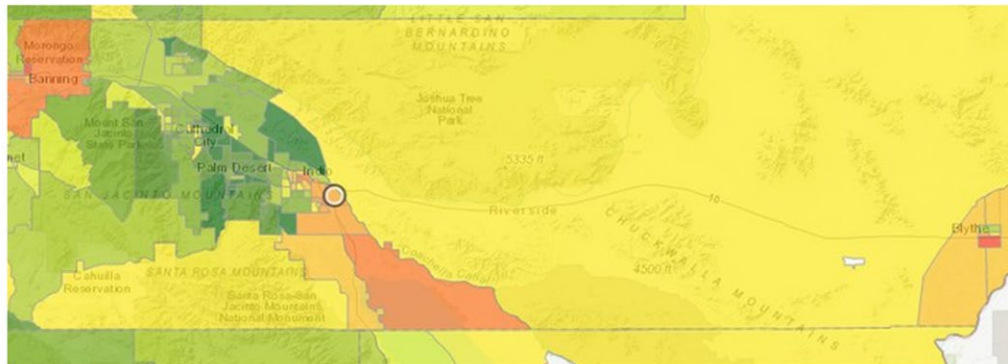 LITTLE SAN
BERNARDINO
MOUNTAINS
Morongo
Reservation
Banning
Joshua Tree
National
Park
Mount San
Jacinto
State Park
Cathedral
City
5335 ft
Palm Desert
Indio
SAN JACINTO MOUNTAINS
10
Riverside
Blythe
CHUCKWALLA MOUNTAINS
Coachella Canal
4500 ft
SANTA ROSA MOUNTAINS
Cahuilla
Reservation
Santa Rosa-San
Jacinto Mountains
National Monument